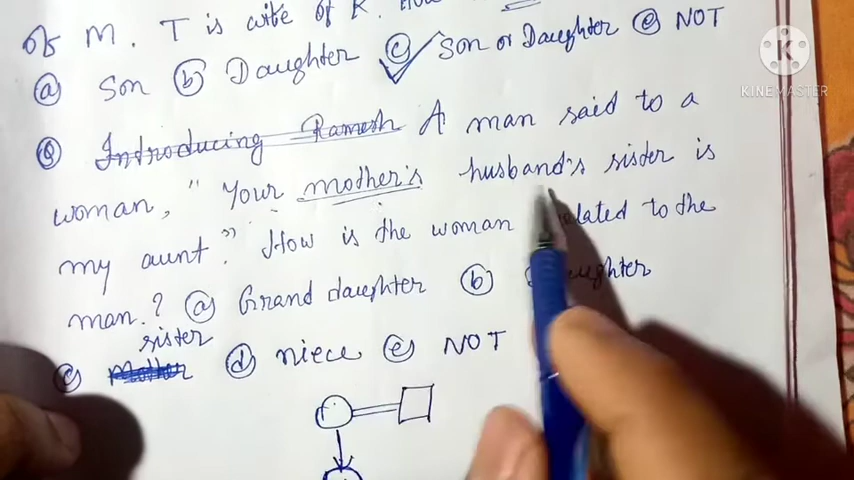 of M. T is wife of K. How
(a) Son (b) Daughter (c) Son or Daughter (e) NOT
K
KINEMASTER
(Q) Introducing Ramesh A man said to a
woman, "Your mother's husband's sister is
my aunt". How is the woman related to the
man.? (a) Grand daughter (b) Daughter
sister
(c) Mother (d) niece (e) NOT